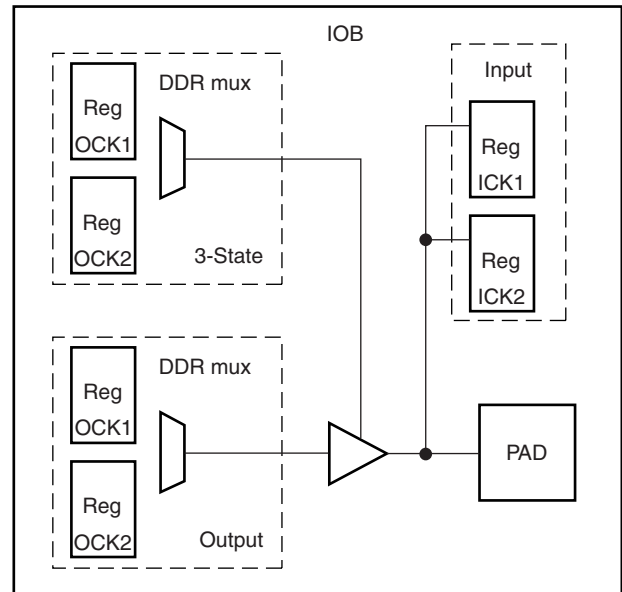 IOB
DDR mux
Reg
OCK1
Reg
OCK2
3-State
Input
Reg
ICK1
Reg
ICK2
DDR mux
Reg
OCK1
Reg
OCK2
Output
PAD